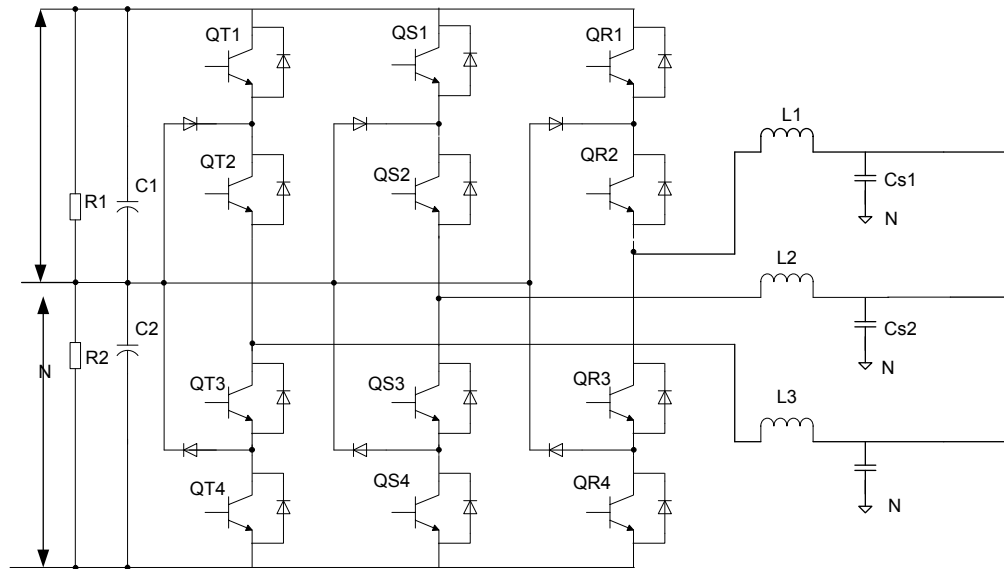 QT1
QS1
QR1
L1
QT2
QS2
QR2
R1
C1
Cs1
N
L2
C2
R2
N
Cs2
N
QT3
QS3
QR3
L3
QT4
QS4
QR4
N